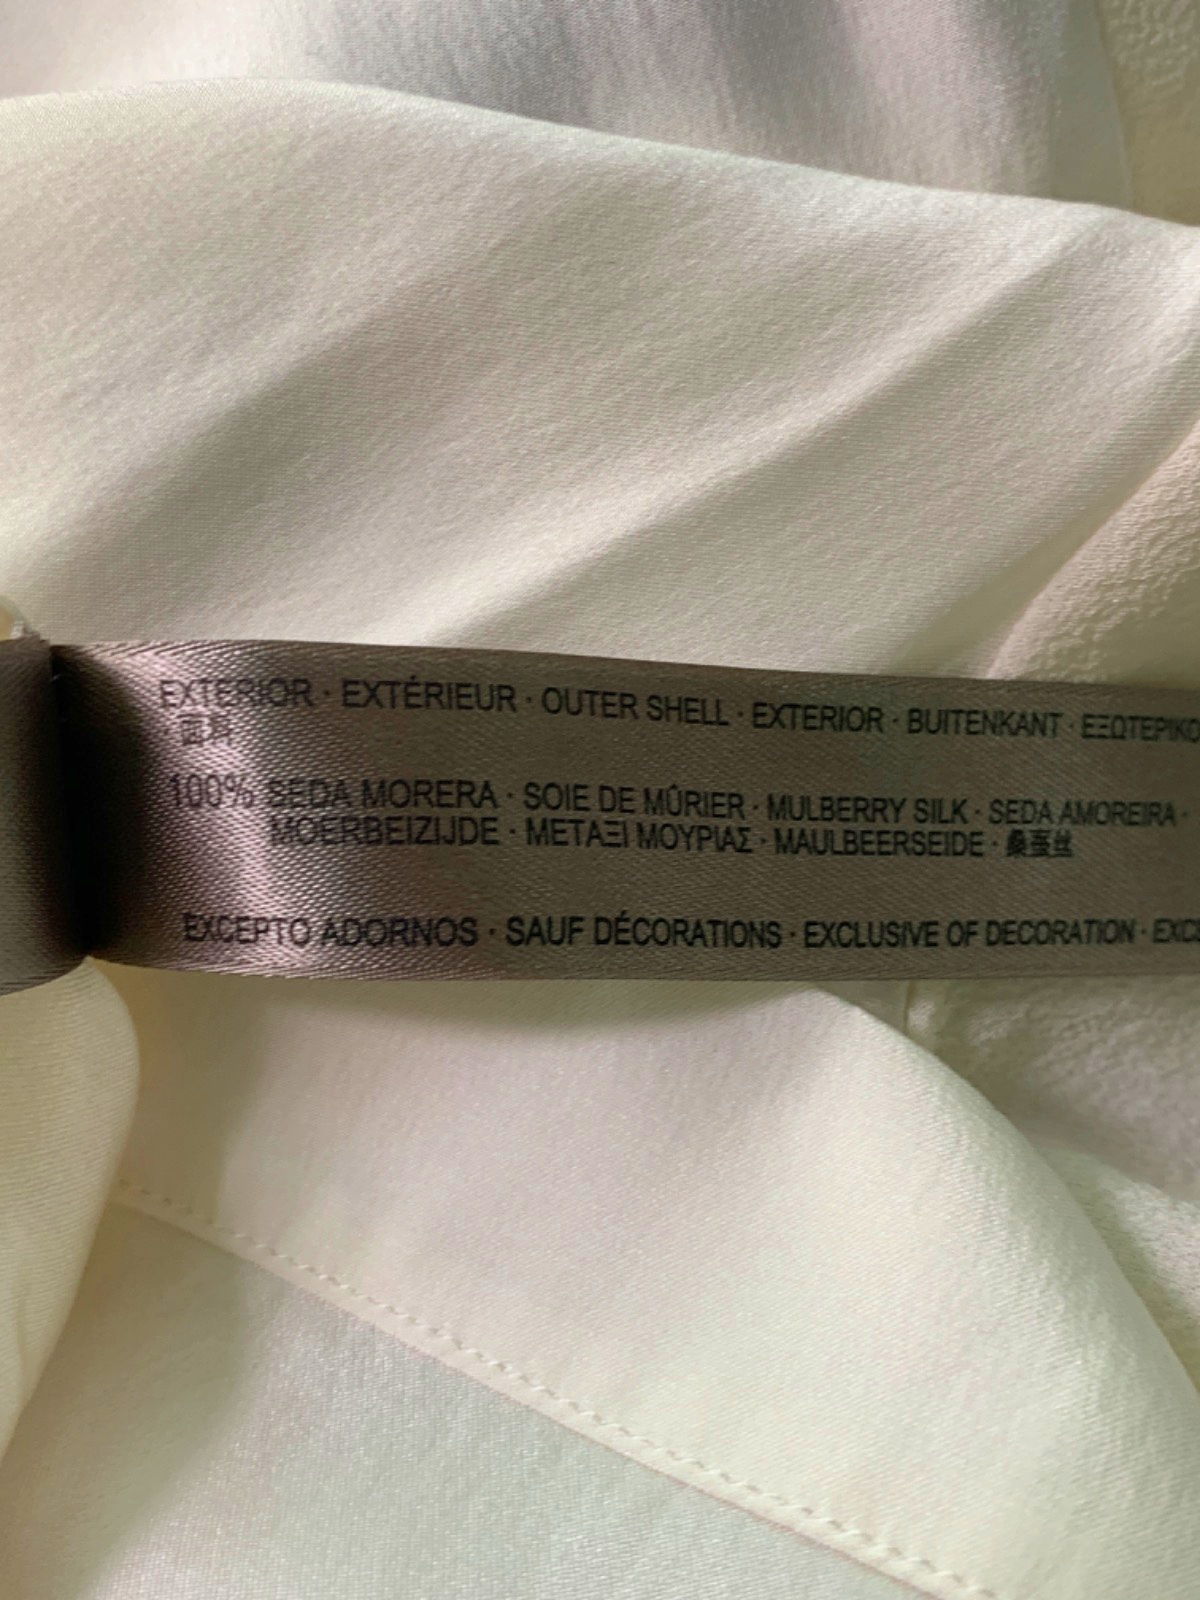 EXTERIOR · EXTÉRIEUR · OUTER SHELL · EXTERIOR · BUITENKANT · ΕΞΩΤΕΡΙΚΟ
面料
100% SEDA MORERA · SOIE DE MÛRIER · MULBERRY SILK · SEDA AMOREIRA ·
MOERBEIZIJDE · ΜΕΤΑΞΙ ΜΟΥΡΙΑΣ · MAULBEERSEIDE · 桑蚕丝
EXCEPTO ADORNOS · SAUF DÉCORATIONS · EXCLUSIVE OF DECORATION ·